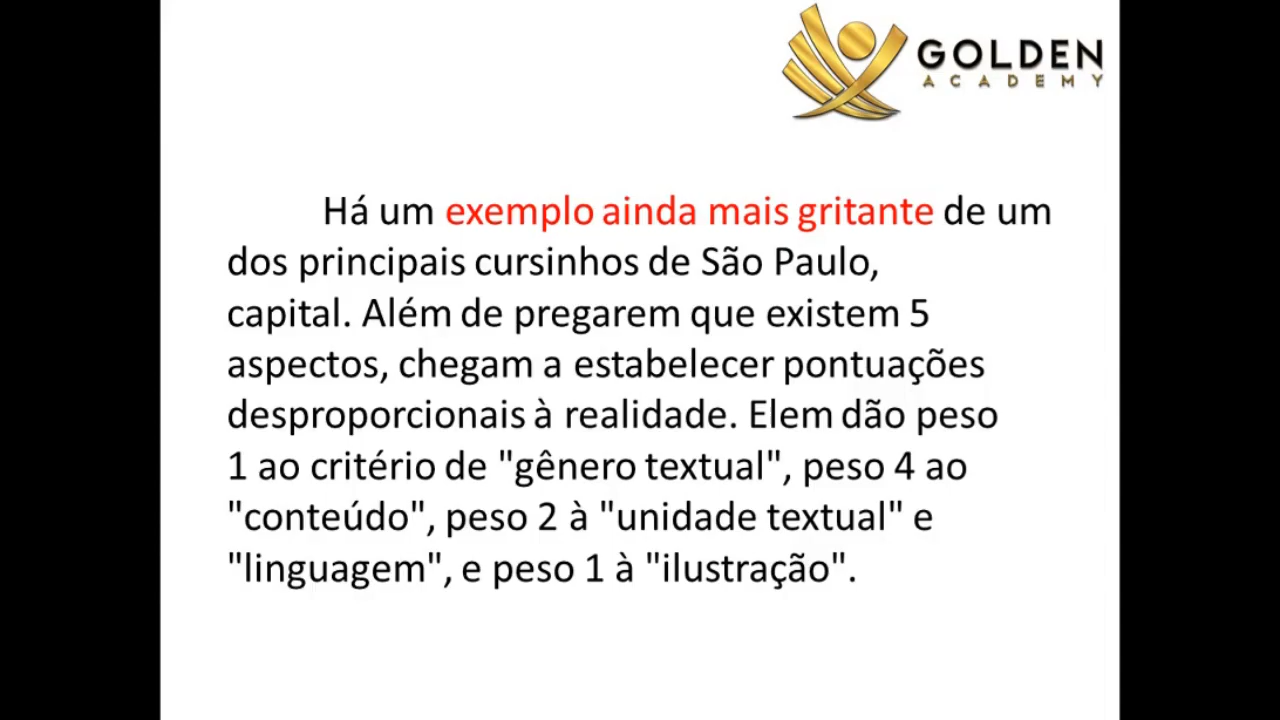 GOLDEN
ACADEMY
Há um exemplo ainda mais gritante de um
dos principais cursinhos de São Paulo,
capital. Além de pregarem que existem 5
aspectos, chegam a estabelecer pontuações
desproporcionais à realidade. Elem dão peso
1 ao critério de "gênero textual", peso 4 ao
"conteúdo", peso 2 à "unidade textual" e
"linguagem", e peso 1 à "ilustração".